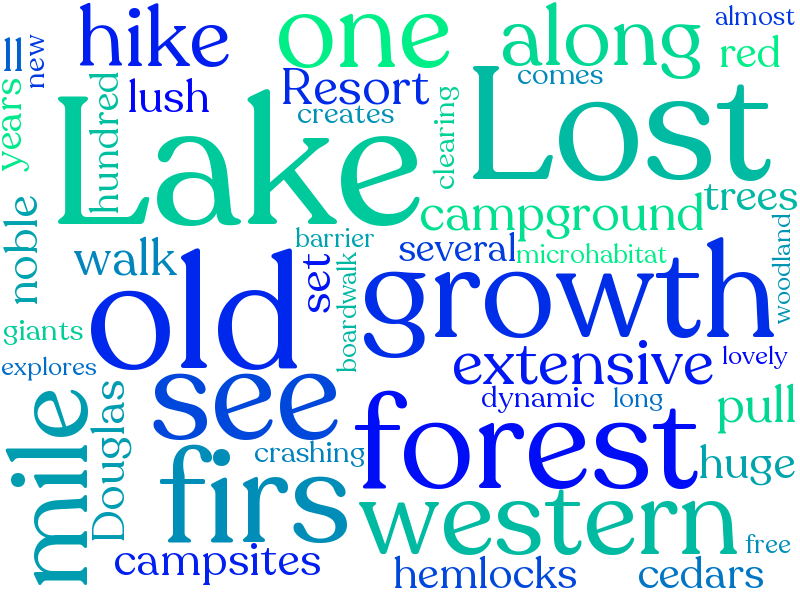 hike
one
along
almost
ll
new
years
lush
Resort
creates
comes
red
hundred
Lake
clearing
Lost
trees
noble
walk
barrier
campground
several
microhabitat
woodland
set
boardwalk
old
growth
giants
explores
see
extensive
lovely
dynamic
long
pull
mile
Douglas
firs
crashing
forest
huge
western
free
campsites
hemlocks
cedars